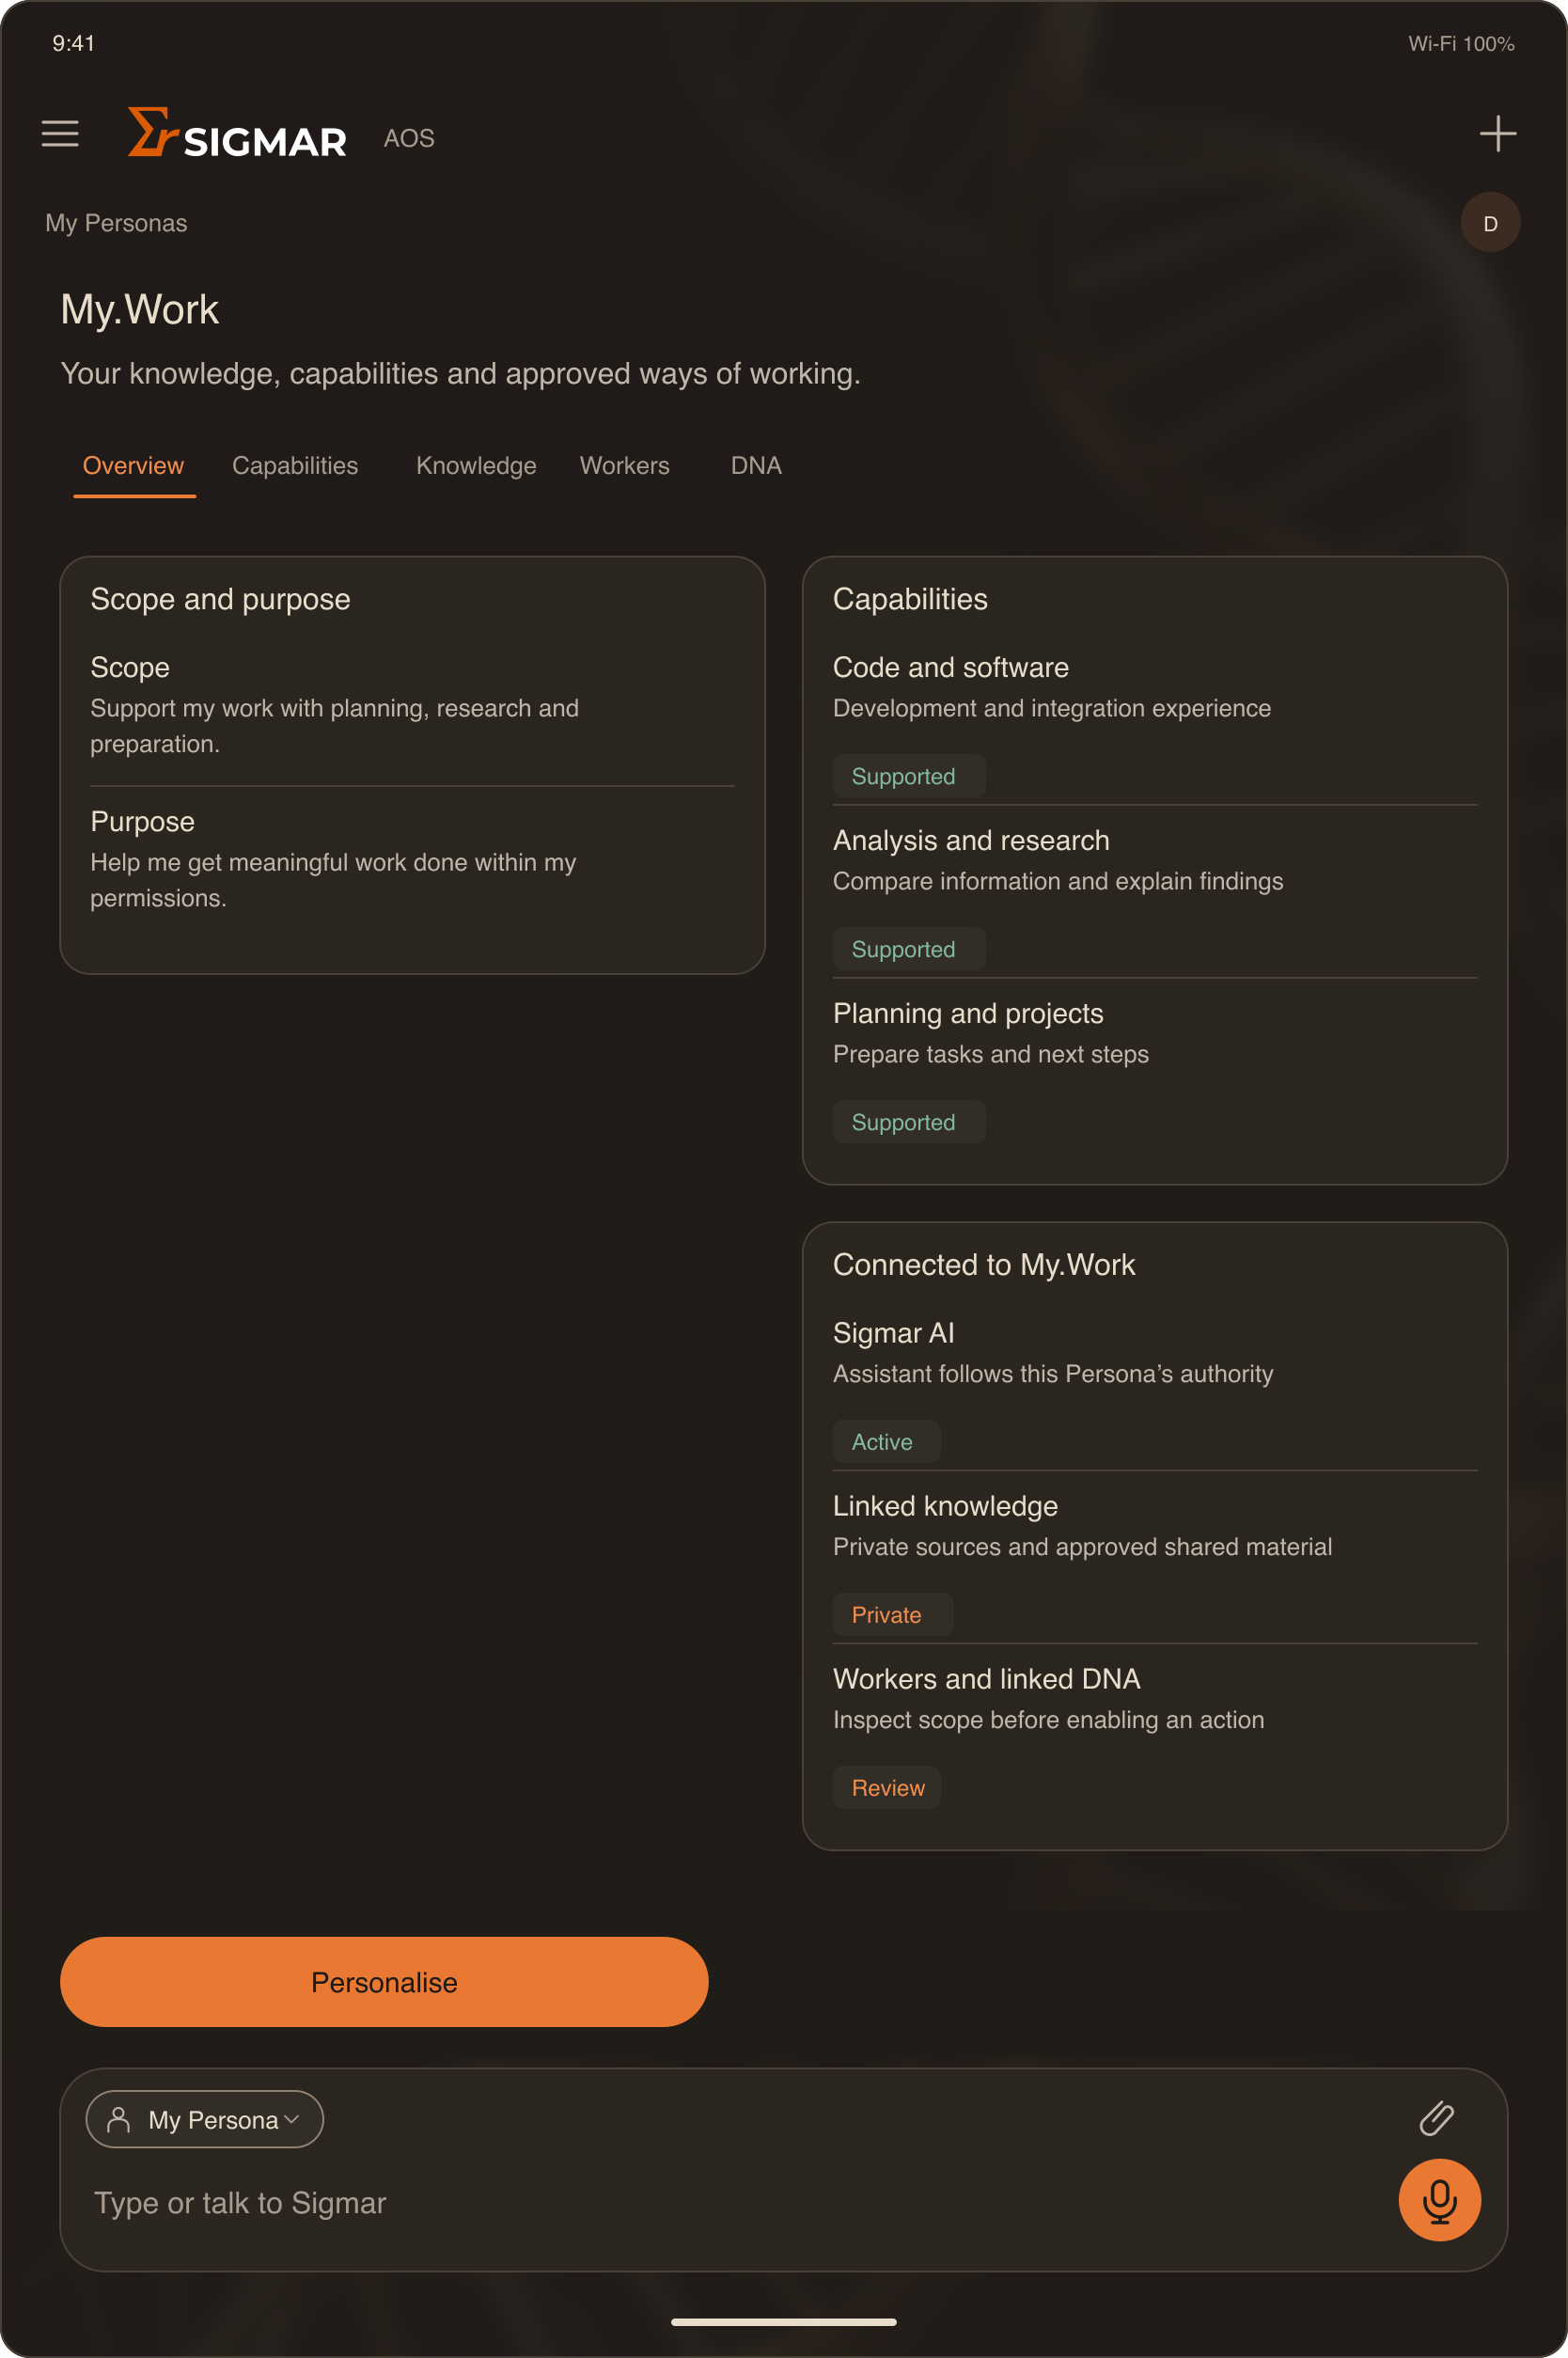 9:41
Wi-Fi 100%
Σr SIGMAR AOS
My Personas
D
My.Work
Your knowledge, capabilities and approved ways of working.
Overview Capabilities Knowledge Workers DNA
Scope and purpose
Scope
Support my work with planning, research and
preparation.
Purpose
Help me get meaningful work done within my
permissions.
Capabilities
Code and software
Development and integration experience
Supported
Analysis and research
Compare information and explain findings
Supported
Planning and projects
Prepare tasks and next steps
Supported
Connected to My.Work
Sigmar AI
Assistant follows this Persona’s authority
Active
Linked knowledge
Private sources and approved shared material
Private
Workers and linked DNA
Inspect scope before enabling an action
Review
Personalise
My Persona
Type or talk to Sigmar